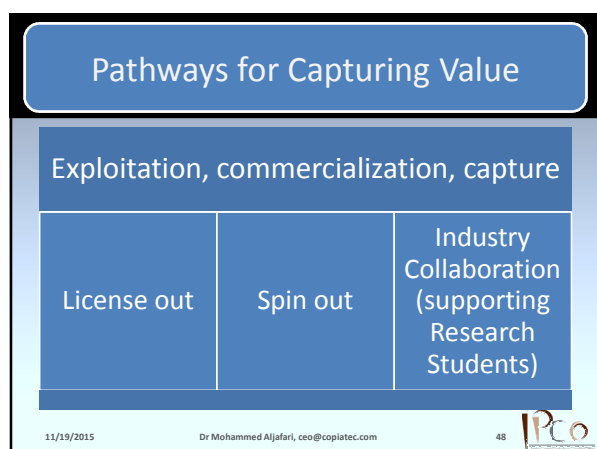 Pathways for Capturing Value
Exploitation, commercialization, capture
License out
Spin out
Industry
Collaboration
(supporting
Research
Students)
11/19/2015
Dr Mohammed Aljafari, ceo@copiatec.com
48
IPCO